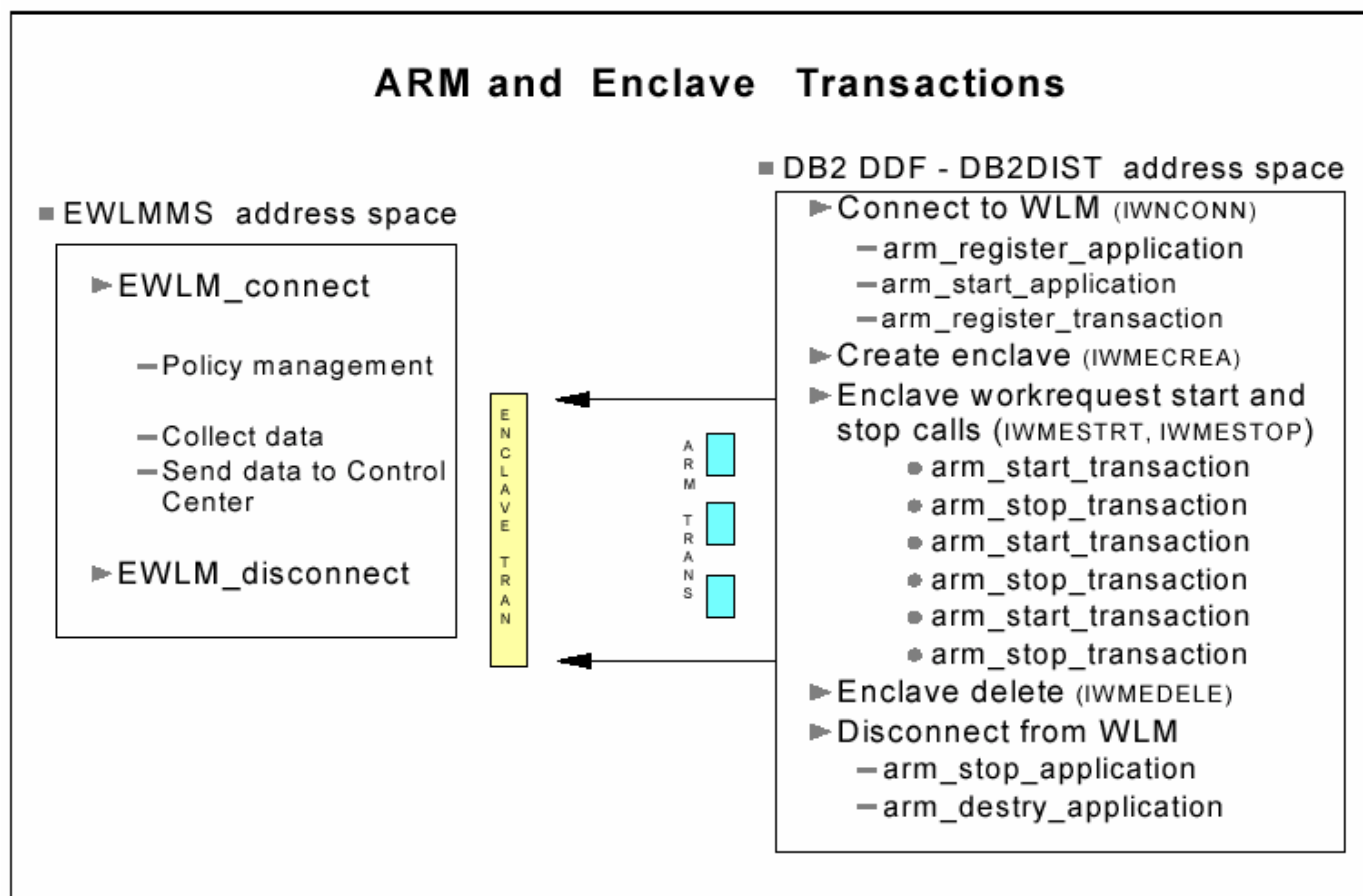 ARM and Enclave Transactions
EWLMMS address space
EWLM_connect
Policy management
Collect data
Send data to Control
Center
EWLM_disconnect
ENCLAVE TRAN
ARM TRANS
DB2 DDF - DB2DIST address space
Connect to WLM (IWNCONN)
arm_register_application
arm_start_application
arm_register_transaction
Create enclave (IWMECREA)
Enclave workrequest start and
stop calls (IWMESTRT, IWMESTOP)
arm_start_transaction
arm_stop_transaction
arm_start_transaction
arm_stop_transaction
arm_start_transaction
arm_stop_transaction
Enclave delete (IWMEDELE)
Disconnect from WLM
arm_stop_application
arm_destry_application